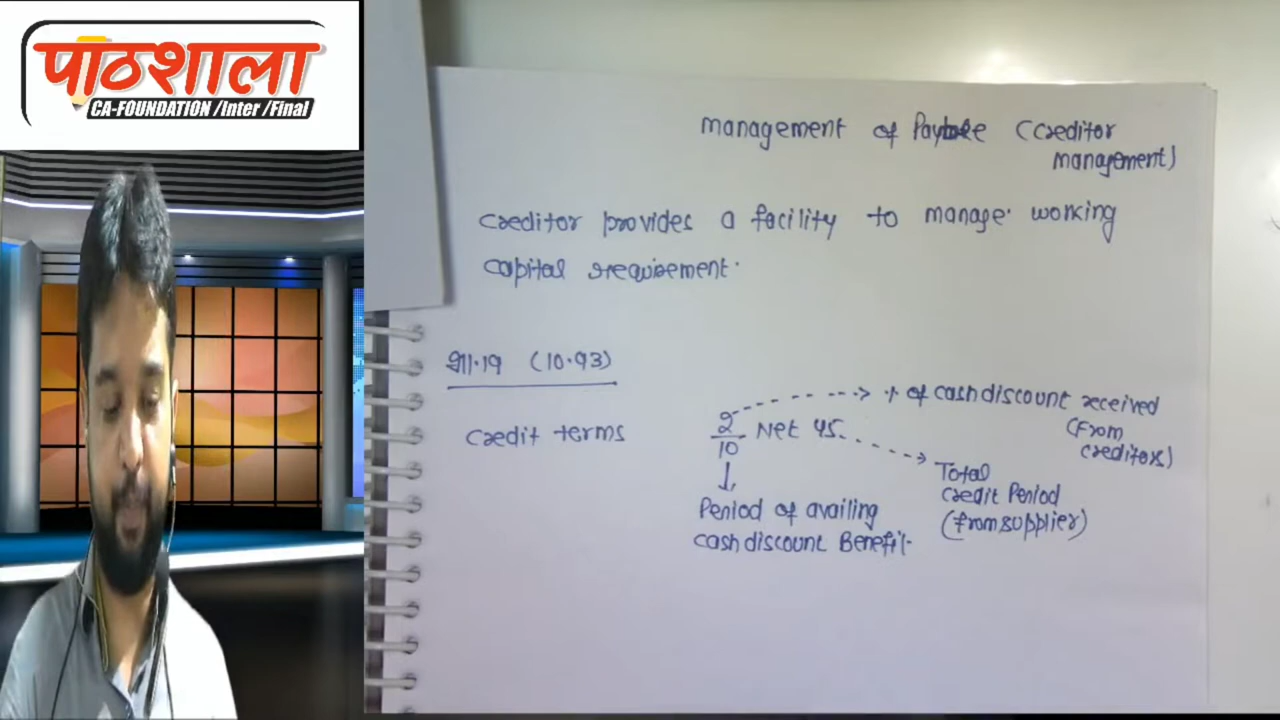 पाठशाला
CA-FOUNDATION /Inter /Final
management of Payable (creditor
management)
creditor provides a facility to manage working
capital requirement.
(10.93)
credit terms
2/10 Net 45
% of cash discount received
(From
creditors)
Total
credit Period
(from supplier)
Period of availing
cash discount Benefit